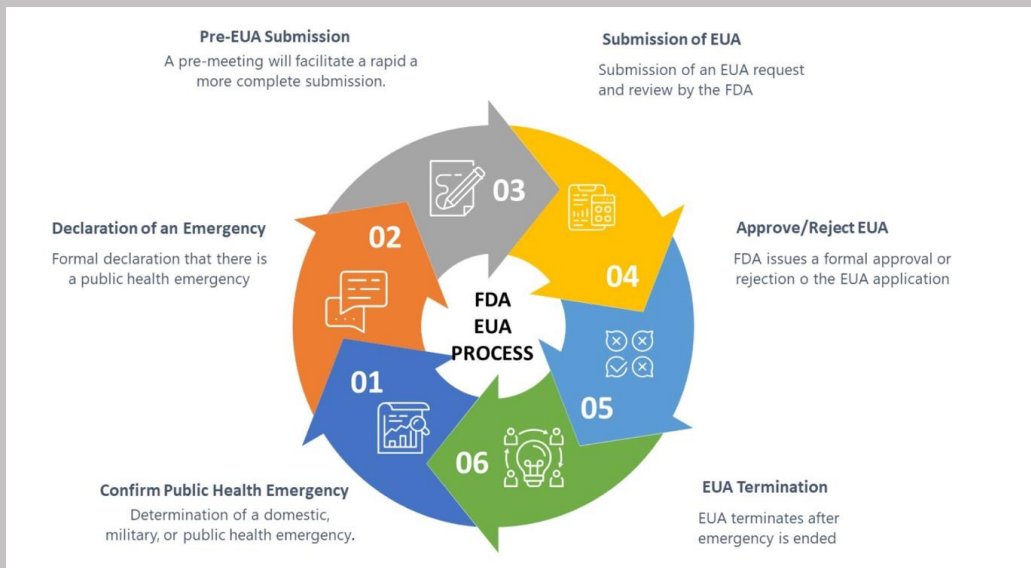 Pre-EUA Submission
A pre-meeting will facilitate a rapid a
more complete submission.
Submission of EUA
Submission of an EUA request
and review by the FDA
03
04
Declaration of an Emergency
Formal declaration that there is
a public health emergency
02
Approve/Reject EUA
FDA issues a formal approval or
rejection o the EUA application
FDA
EUA
PROCESS
01
05
06
Confirm Public Health Emergency
Determination of a domestic,
military, or public health emergency.
EUA Termination
EUA terminates after
emergency is ended